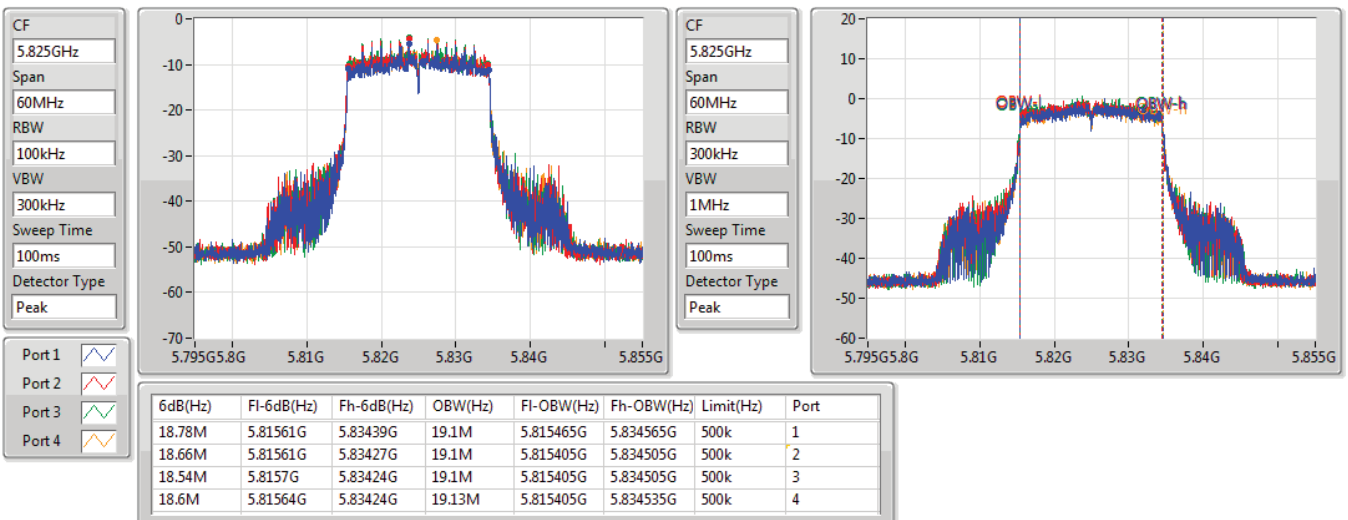 CF
5.825GHz
Span
60MHz
RBW
100kHz
VBW
300kHz
Sweep Time
100ms
Detector Type
Peak
0
-10
-20
-30
-40
-50
-60
-70
5.795G 5.8G 5.81G 5.82G 5.83G 5.84G 5.855G
CF
5.825GHz
Span
60MHz
RBW
300kHz
VBW
1MHz
Sweep Time
100ms
Detector Type
Peak
20
10
0
-10
-20
-30
-40
-50
-60
OBW-l OBW-h
5.795G 5.8G 5.81G 5.82G 5.83G 5.84G 5.855G
Port 1
Port 2
Port 3
Port 4
6dB(Hz) Fl-6dB(Hz) Fh-6dB(Hz) OBW(Hz) Fl-OBW(Hz) Fh-OBW(Hz) Limit(Hz) Port
18.78M 5.81561G 5.83439G 19.1M 5.815465G 5.834565G 500k 1
18.66M 5.81561G 5.83427G 19.1M 5.815405G 5.834505G 500k 2
18.54M 5.8157G 5.83424G 19.1M 5.815405G 5.834505G 500k 3
18.6M 5.81564G 5.83424G 19.13M 5.815405G 5.834535G 500k 4